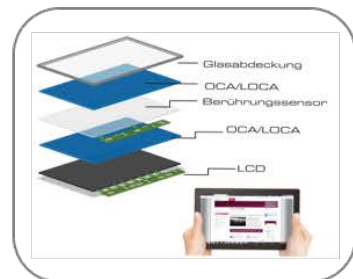 Glasabdeckung
OCA/LOCA
Berührungssensor
OCA/LOCA
LCD